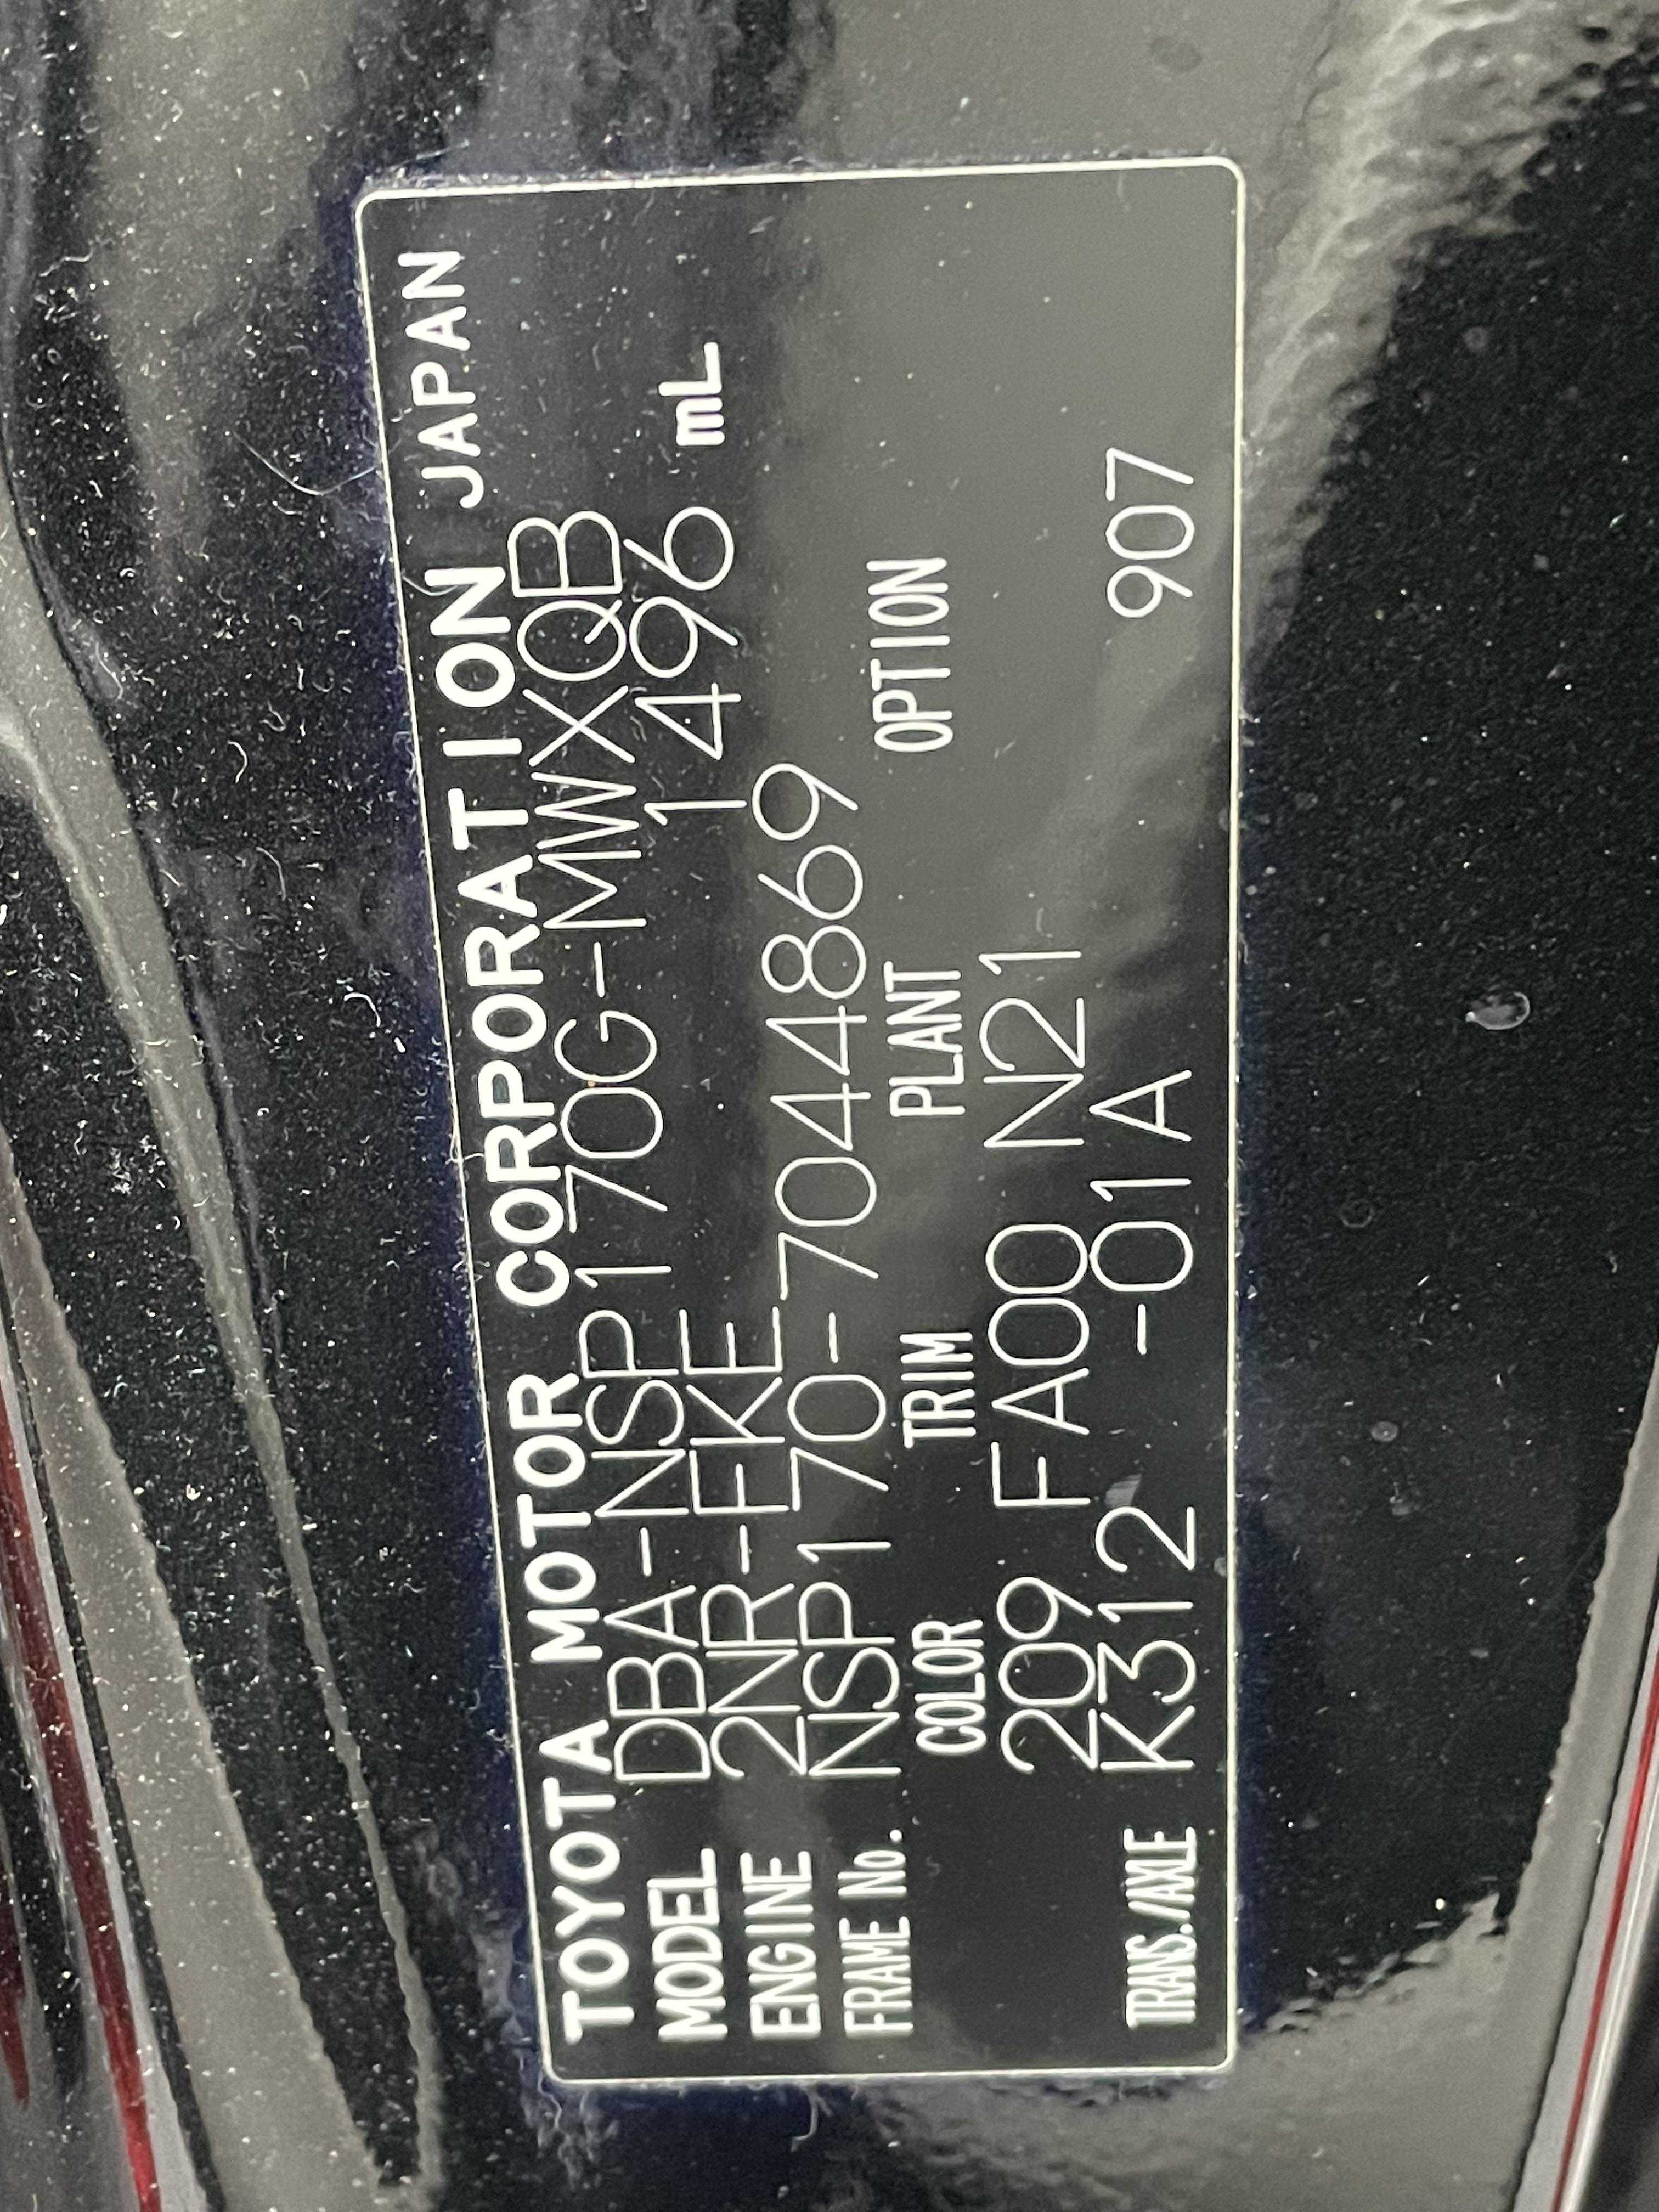 TOYOTA MOTOR CORPORATION JAPAN
MODEL DBA-NSP170G-MWXQB
ENGINE 2NR-FKE 1496 mL
FRAME No. NSP170-7044869
COLOR TRIM PLANT OPTION
209 FA00 N21
TRANS./AXLE K312 -01A 907